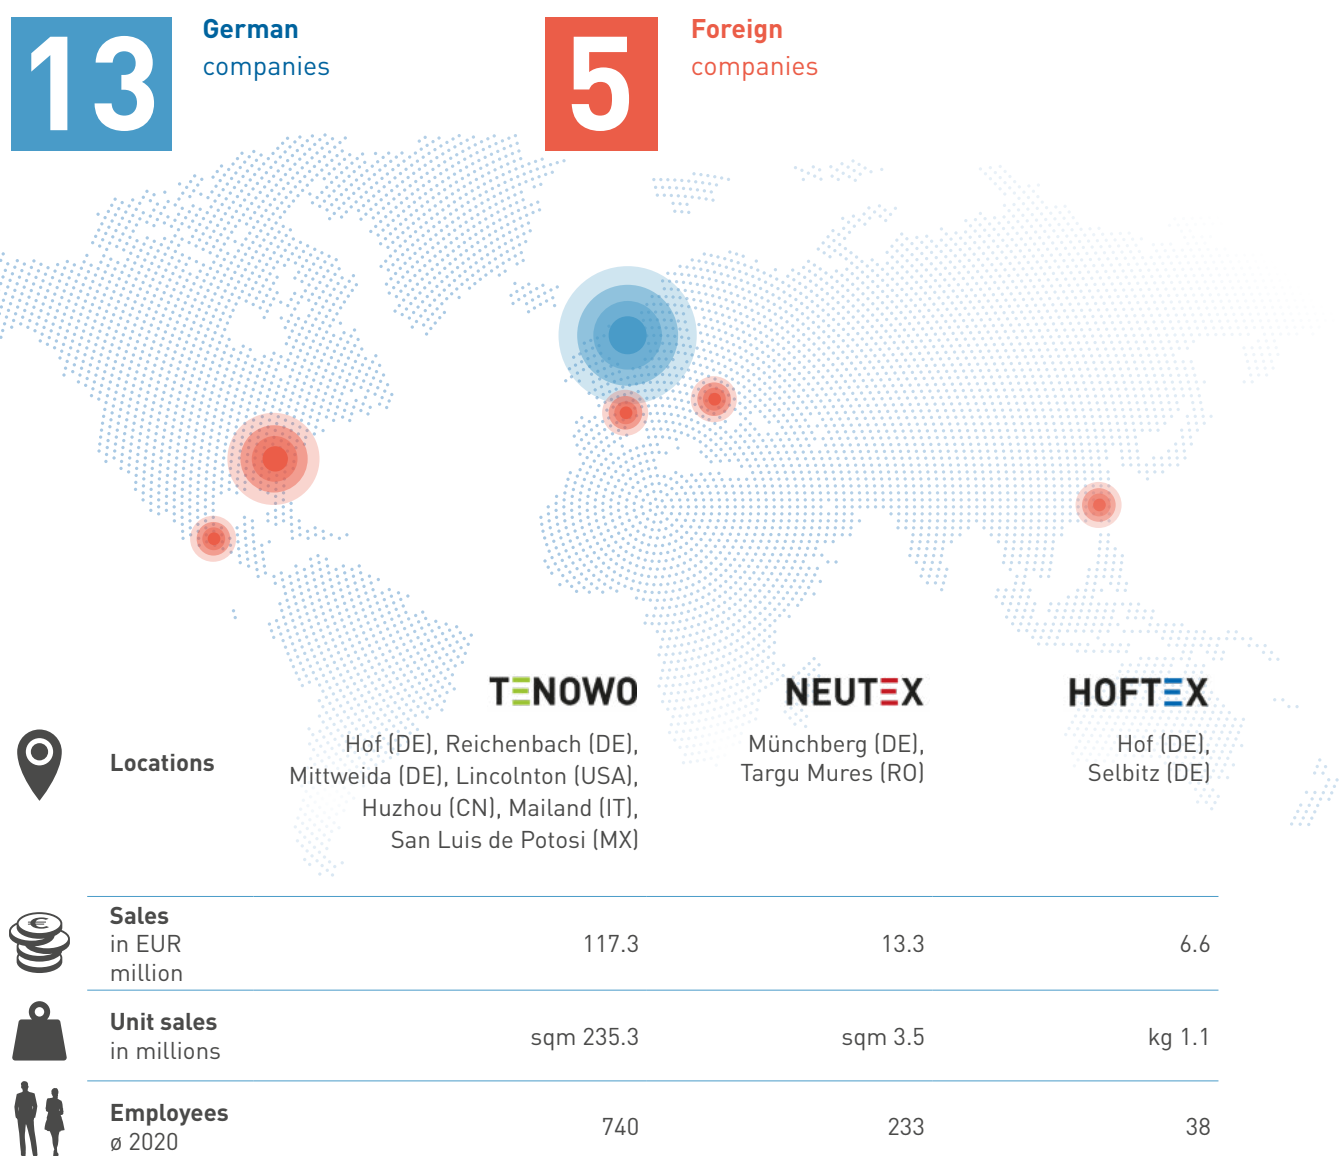 13
German
companies
5
Foreign
companies
TENOWO
NEUTEX
HOFTEX
Locations
Hof (DE), Reichenbach (DE),
Mittweida (DE), Lincolnton (USA),
Huzhou (CN), Mailand (IT),
San Luis de Potosi (MX)
Münchberg (DE),
Targu Mures (RO)
Hof (DE),
Selbitz (DE)
€
Sales
in EUR
million
117.3
13.3
6.6
Unit sales
in millions
sqm 235.3
sqm 3.5
kg 1.1
Employees
ø 2020
740
233
38